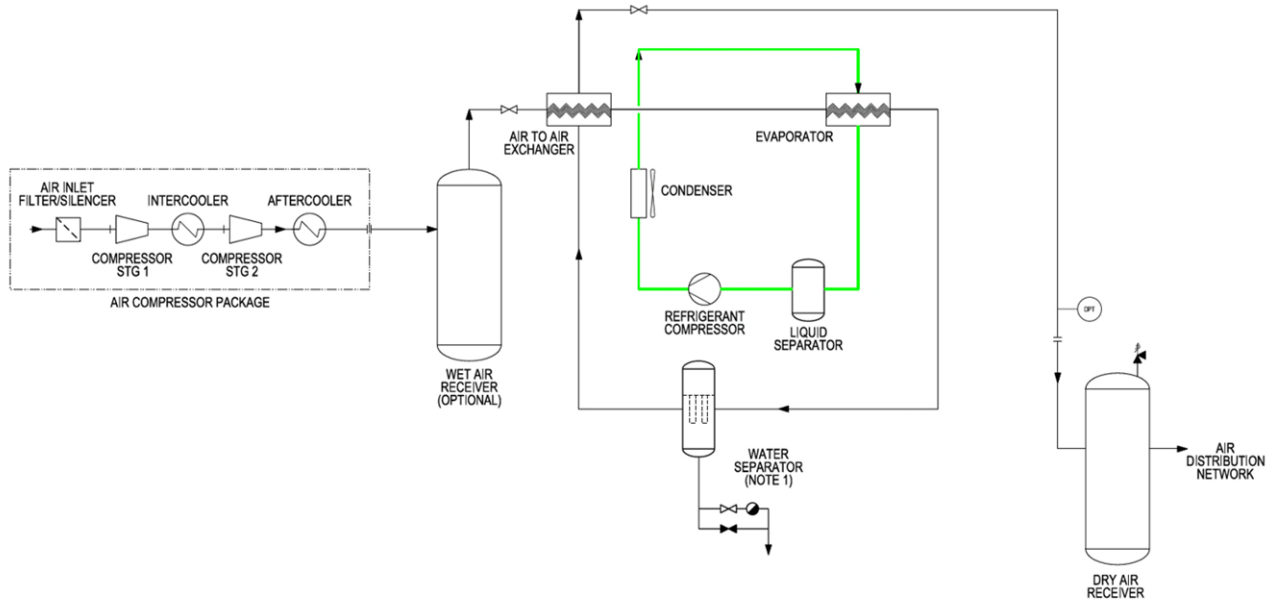 AIR TO AIR
EXCHANGER
EVAPORATOR
AIR INLET
FILTER/SILENCER
INTERCOOLER
AFTERCOOLER
CONDENSER
COMPRESSOR
STG 1
COMPRESSOR
STG 2
AIR COMPRESSOR PACKAGE
REFRIGERANT
COMPRESSOR
LIQUID
SEPARATOR
DPT
WET AIR
RECEIVER
(OPTIONAL)
WATER
SEPARATOR
(NOTE 1)
AIR
DISTRIBUTION
NETWORK
DRY AIR
RECEIVER